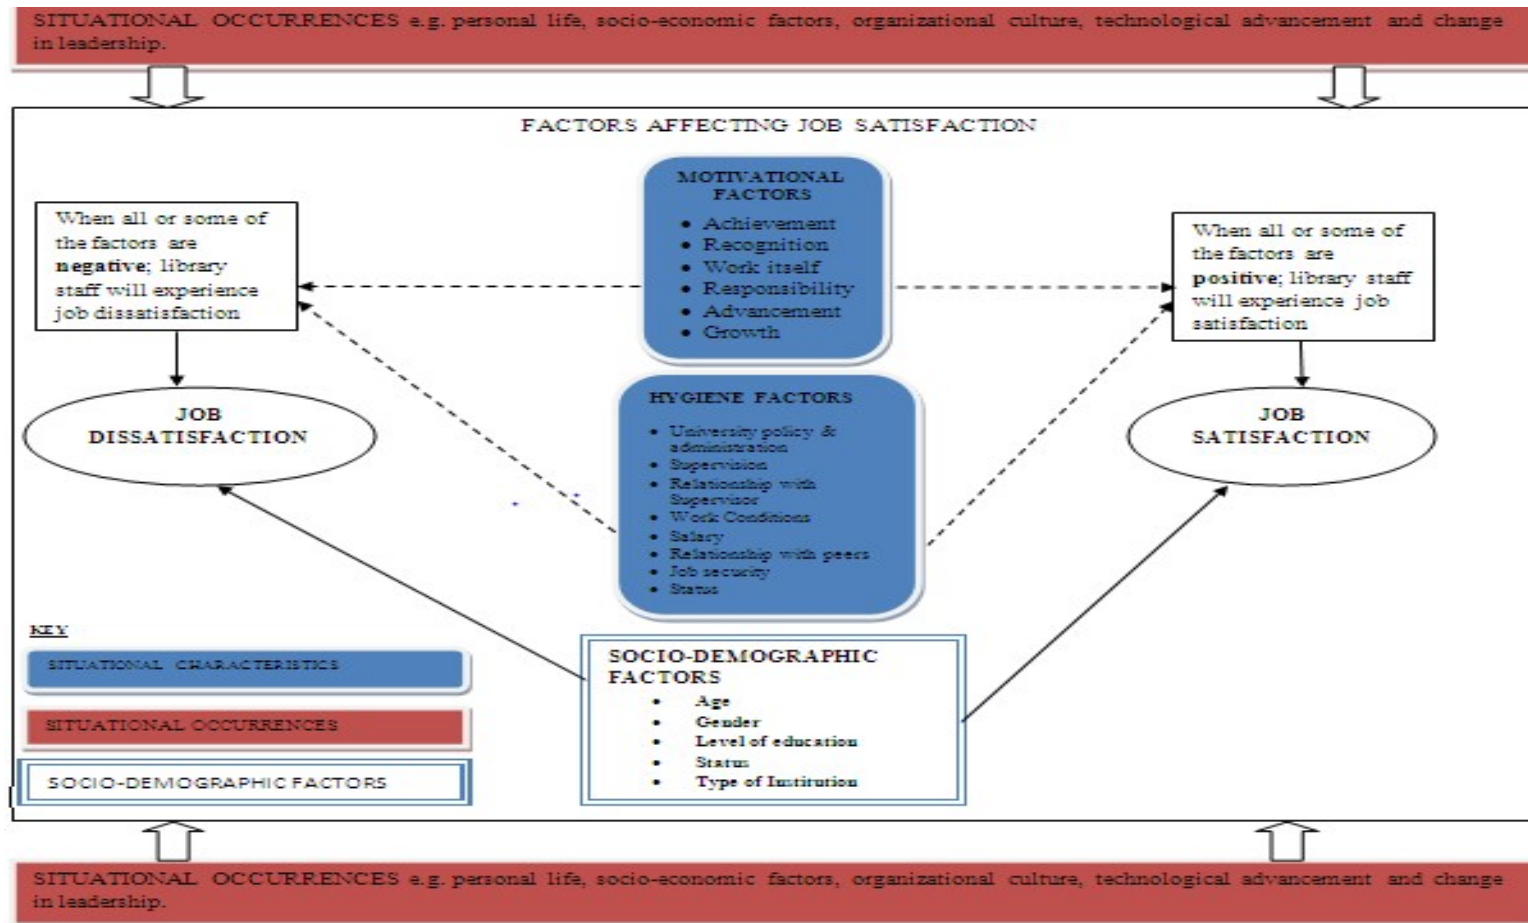 SITUATIONAL OCCURRENCES e.g. personal life, socio-economic factors, organizational culture, technological advancement and change
in leadership.
FACTORS AFFECTING JOB SATISFACTION
MOTIVATIONAL
FACTORS
• Achievement
• Recognition
• Work itself
• Responsibility
• Advancement
• Growth
When all or some of
the factors are
negative; library
staff will experience
job dissatisfaction
When all or some of
the factors are
positive; library staff
will experience job
satisfaction
JOB
DISSATISFACTION
HYGIENE FACTORS
• University policy &
administration
• Supervision
• Relationship with
Supervisor
• Work Conditions
• Salary
• Relationship with peers
• Job security
• Status
JOB
SATISFACTION
KEY
SITUATIONAL CHARACTERISTICS
SITUATIONAL OCCURRENCES
SOCIO-DEMOGRAPHIC FACTORS
SOCIO-DEMOGRAPHIC
FACTORS
• Age
• Gender
• Level of education
• Status
• Type of Institution
SITUATIONAL OCCURRENCES e.g. personal life, socio-economic factors, organizational culture, technological advancement and change
in leadership.